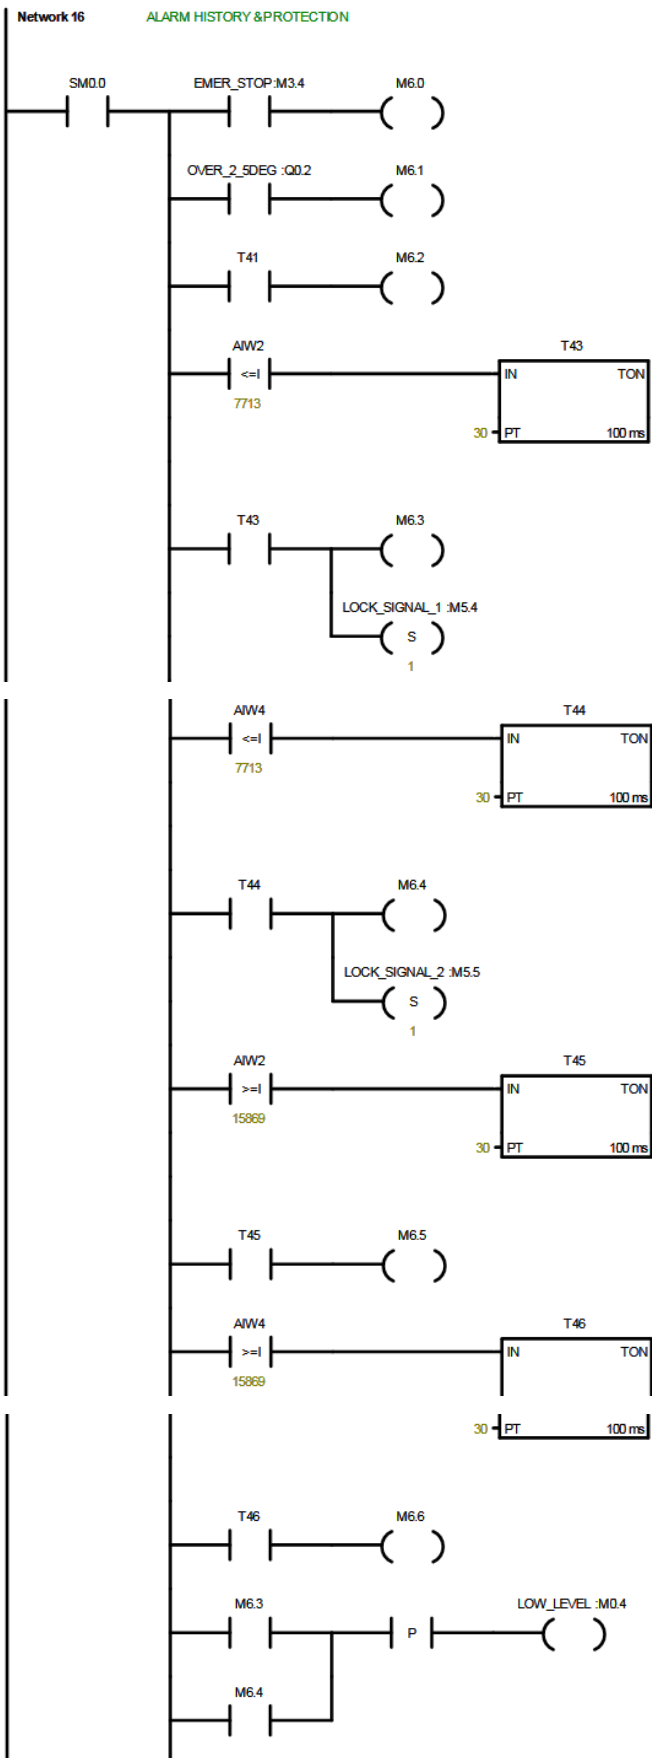 Network 16 ALARM HISTORY & PROTECTION
SM0.0 EMER_STOP:M3.4 M6.0
OVER_2_5DEG :Q0.2 M6.1
T41 M6.2
AIW2 T43
<=I IN TON
7713
30 PT 100 ms
T43 M6.3
LOCK_SIGNAL_1 :M5.4
S
1
AIW4 T44
<=I IN TON
7713
30 PT 100 ms
T44 M6.4
LOCK_SIGNAL_2 :M5.5
S
1
AIW2 T45
>=I IN TON
15869
30 PT 100 ms
T45 M6.5
AIW4 T46
>=I IN TON
15869
30 PT 100 ms
T46 M6.6
M6.3 LOW_LEVEL :M0.4
P
M6.4